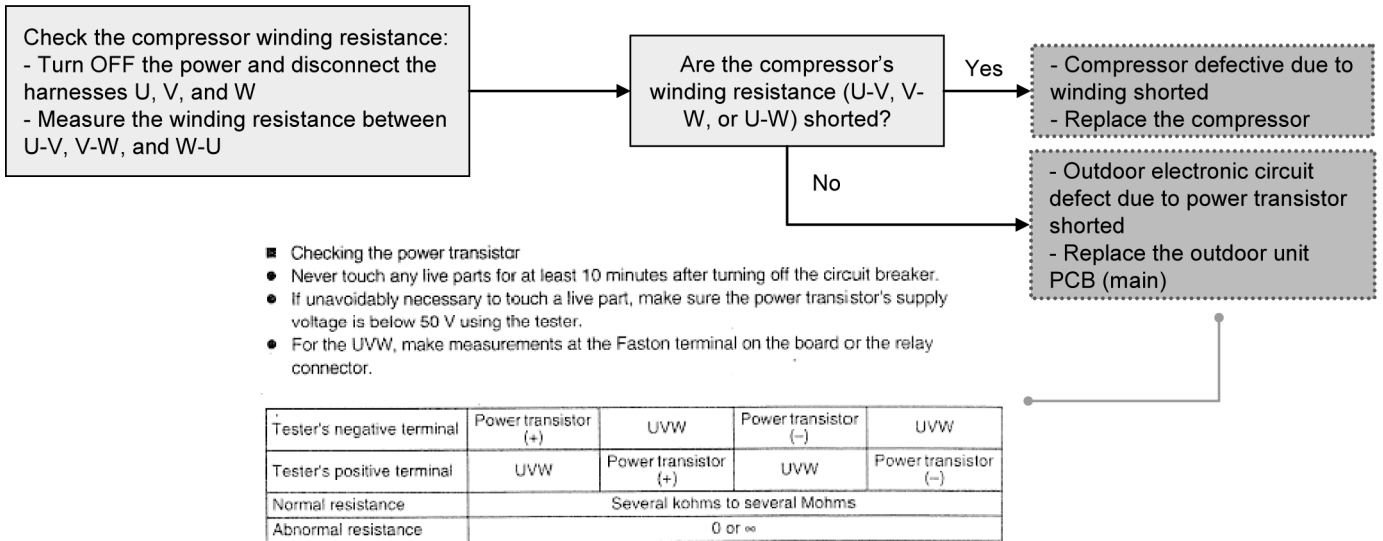 Check the compressor winding resistance:
- Turn OFF the power and disconnect the
harnesses U, V, and W
- Measure the winding resistance between
U-V, V-W, and W-U
Are the compressor's
winding resistance (U-V, V-
W, or U-W) shorted?
Yes
- Compressor defective due to
winding shorted
- Replace the compressor
No
- Outdoor electronic circuit
defect due to power transistor
shorted
- Replace the outdoor unit
PCB (main)
■ Checking the power transistor
● Never touch any live parts for at least 10 minutes after turning off the circuit breaker.
● If unavoidably necessary to touch a live part, make sure the power transistor's supply
voltage is below 50 V using the tester.
● For the UVW, make measurements at the Faston terminal on the board or the relay
connector.
Tester's negative terminal Power transistor (+) UVW Power transistor (−) UVW
Tester's positive terminal UVW Power transistor (+) UVW Power transistor (−)
Normal resistance Several kohms to several Mohms
Abnormal resistance 0 or ∞